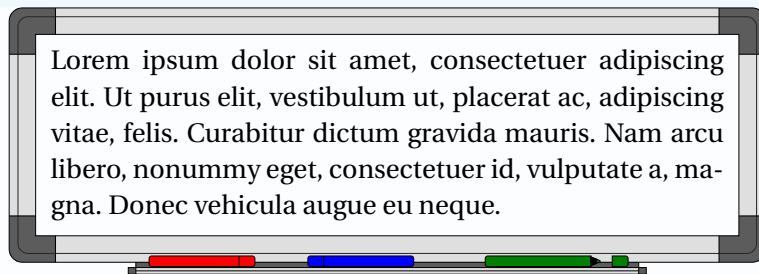 Lorem ipsum dolor sit amet, consectetuer adipiscing
elit. Ut purus elit, vestibulum ut, placerat ac, adipiscing
vitae, felis. Curabitur dictum gravida mauris. Nam arcu
libero, nonummy eget, consectetuer id, vulputate a, ma-
gna. Donec vehicula augue eu neque.